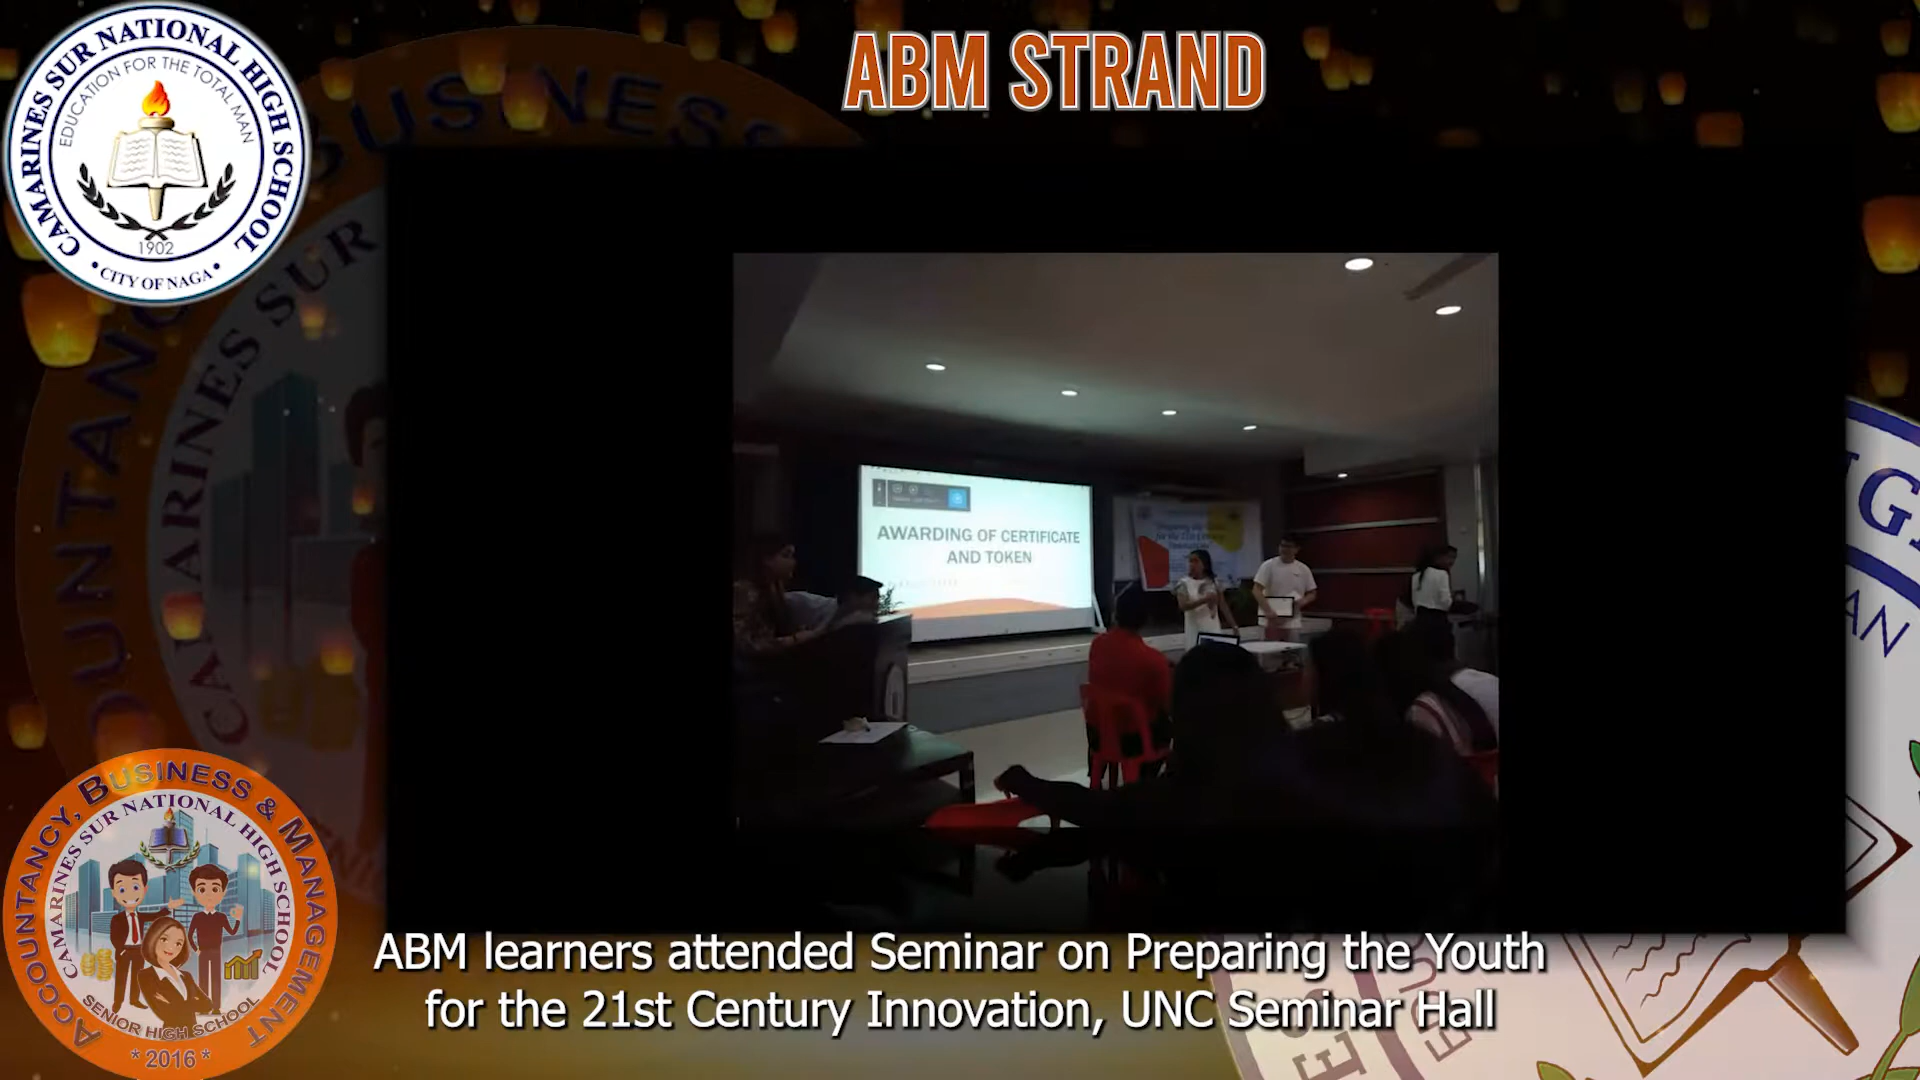 ABM STRAND
CAMARINES SUR NATIONAL HIGH SCHOOL
EDUCATION FOR THE TOTAL MAN
1902
• CITY OF NAGA •
AWARDING OF CERTIFICATE
AND TOKEN
ACCOUNTANCY, BUSINESS & MANAGEMENT
CAMARINES SUR NATIONAL HIGH SCHOOL
SENIOR HIGH SCHOOL
* 2016 *
ABM learners attended Seminar on Preparing the Youth
for the 21st Century Innovation, UNC Seminar Hall